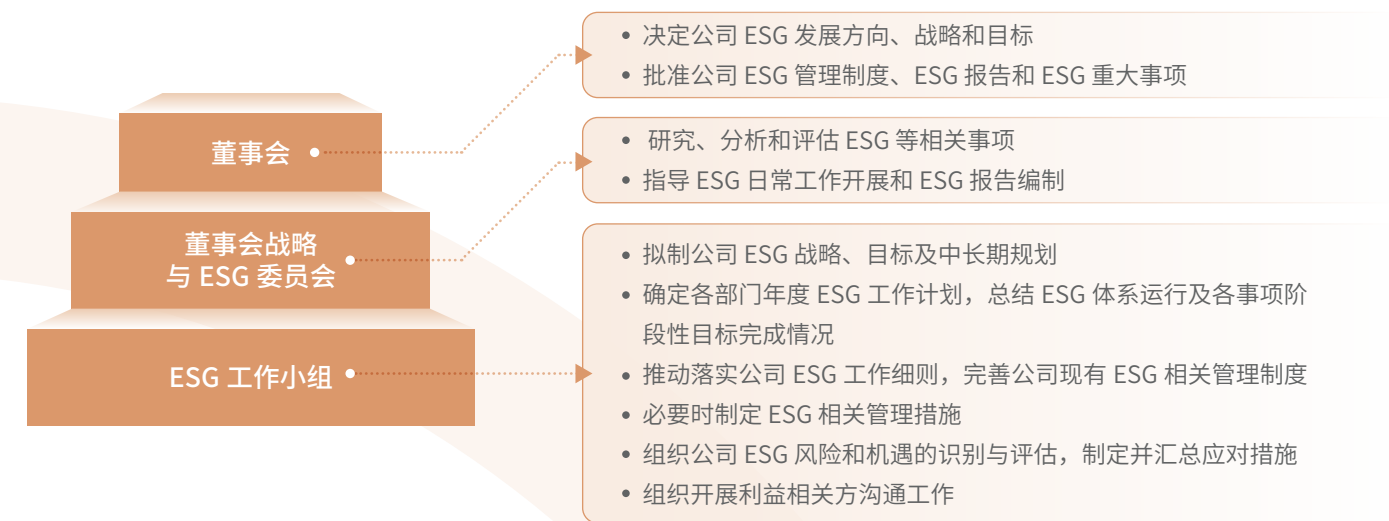 董事会
• 决定公司 ESG 发展方向、战略和目标
• 批准公司 ESG 管理制度、ESG 报告和 ESG 重大事项
董事会战略
与 ESG 委员会
• 研究、分析和评估 ESG 等相关事项
• 指导 ESG 日常工作开展和 ESG 报告编制
ESG 工作小组
• 拟制公司 ESG 战略、目标及中长期规划
• 确定各部门年度 ESG 工作计划，总结 ESG 体系运行及各事项阶
段性目标完成情况
• 推动落实公司 ESG 工作细则，完善公司现有 ESG 相关管理制度
• 必要时制定 ESG 相关管理措施
• 组织公司 ESG 风险和机遇的识别与评估，制定并汇总应对措施
• 组织开展利益相关方沟通工作